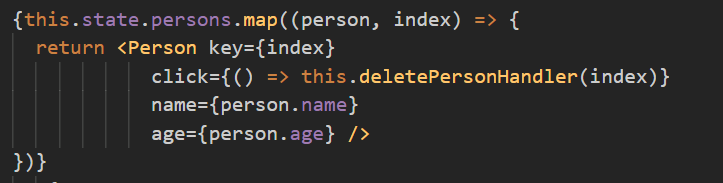 {this.state.persons.map((person, index) => {
return <Person key={index}
click={() => this.deletePersonHandler(index)}
name={person.name}
age={person.age} />
})}